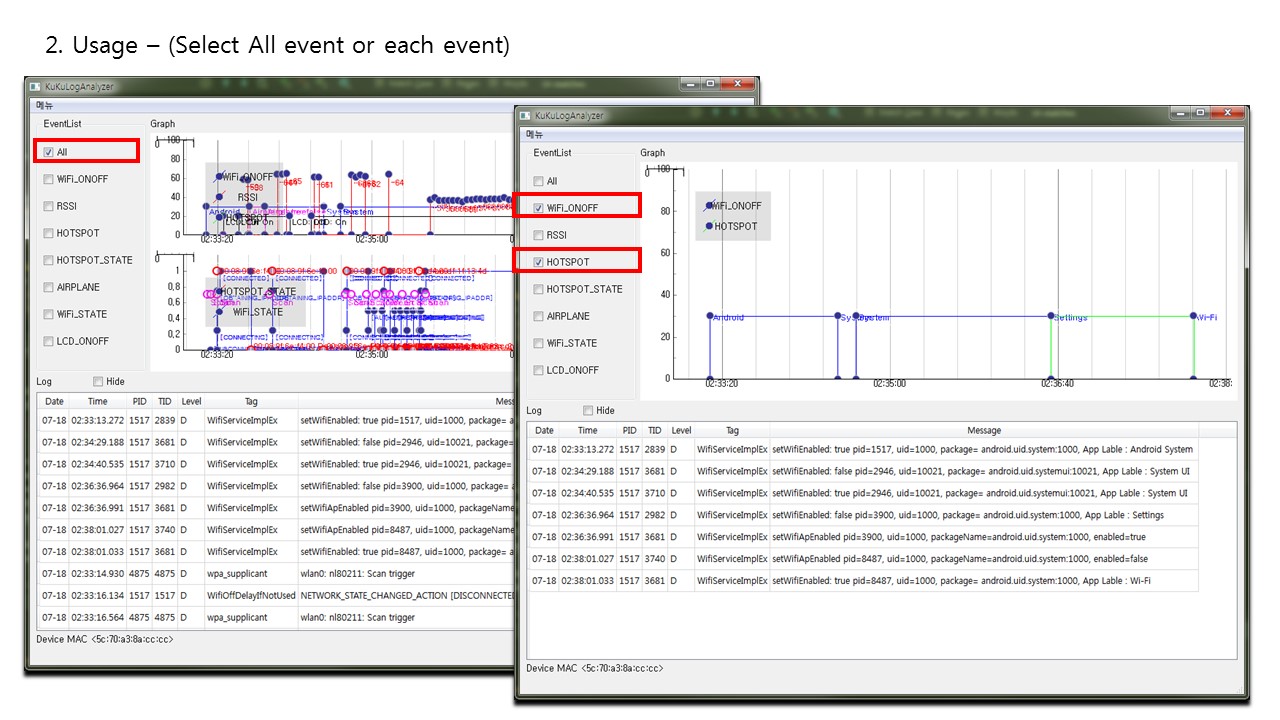 2. Usage – (Select All event or each event)
KuKuLogAnalyzer
메뉴
EventList
Graph
All
WiFi_ONOFF
RSSI
HOTSPOT
HOTSPOT_STATE
AIRPLANE
WiFi_STATE
LCD_ONOFF
100
80
60
40
20
0
WiFi_ONOFF
RSSI
HOTSPOT
Android
System
-64
02:33:20
02:35:00
0
1
0.8
0.6
0.4
0.2
0
HOTSPOT_STATE
WiFi_STATE
[CONNECTED]
[CONNECTED]
[CONNECTING]
[CONNECTING]
Scan
02:33:20
02:35:00
Log
Hide
Date Time PID TID Level Tag
07-18 02:33:13.272 1517 2839 D WifiServiceImplEx setWifiEnabled: true pid=1517, uid=1000, package=
07-18 02:34:29.188 1517 3681 D WifiServiceImplEx setWifiEnabled: false pid=2946, uid=10021, package=
07-18 02:34:40.535 1517 3710 D WifiServiceImplEx setWifiEnabled: true pid=2946, uid=10021, package=
07-18 02:36:36.964 1517 2982 D WifiServiceImplEx setWifiEnabled: false pid=3900, uid=1000, package=
07-18 02:36:36.991 1517 3681 D WifiServiceImplEx setWifiApEnabled pid=3900, uid=1000, packageName
07-18 02:38:01.027 1517 3740 D WifiServiceImplEx setWifiApEnabled pid=8487, uid=1000, packageName
07-18 02:38:01.033 1517 3681 D WifiServiceImplEx setWifiEnabled: true pid=8487, uid=1000, package=
07-18 02:33:14.930 4875 4875 D wpa_supplicant wlan0: nl80211: Scan trigger
07-18 02:33:16.134 1517 1517 D WifiOffDelayIfNotUsed NETWORK_STATE_CHANGED_ACTION [DISCONNECTED
07-18 02:33:16.564 4875 4875 D wpa_supplicant wlan0: nl80211: Scan trigger
Device MAC <5c:70:a3:8a:cc:cc>
KuKuLogAnalyzer
메뉴
EventList
Graph
All
WiFi_ONOFF
RSSI
HOTSPOT
HOTSPOT_STATE
AIRPLANE
WiFi_STATE
LCD_ONOFF
0
100
80
60
40
20
0
WiFi_ONOFF
HOTSPOT
Android
System
Settings
Wi-Fi
02:33:20
02:35:00
02:36:40
02:38:
Log
Hide
Date Time PID TID Level Tag Message
07-18 02:33:13.272 1517 2839 D WifiServiceImplEx setWifiEnabled: true pid=1517, uid=1000, package= android.uid.system:1000, App Lable : Android System
07-18 02:34:29.188 1517 3681 D WifiServiceImplEx setWifiEnabled: false pid=2946, uid=10021, package= android.uid.systemui:10021, App Lable : System UI
07-18 02:34:40.535 1517 3710 D WifiServiceImplEx setWifiEnabled: true pid=2946, uid=10021, package= android.uid.systemui:10021, App Lable : System UI
07-18 02:36:36.964 1517 2982 D WifiServiceImplEx setWifiEnabled: false pid=3900, uid=1000, package= android.uid.system:1000, App Lable : Settings
07-18 02:36:36.991 1517 3681 D WifiServiceImplEx setWifiApEnabled pid=3900, uid=1000, packageName=android.uid.system:1000, enabled=true
07-18 02:38:01.027 1517 3740 D WifiServiceImplEx setWifiApEnabled pid=8487, uid=1000, packageName=android.uid.system:1000, enabled=false
07-18 02:38:01.033 1517 3681 D WifiServiceImplEx setWifiEnabled: true pid=8487, uid=1000, package= android.uid.system:1000, App Lable : Wi-Fi
Device MAC <5c:70:a3:8a:cc:cc>